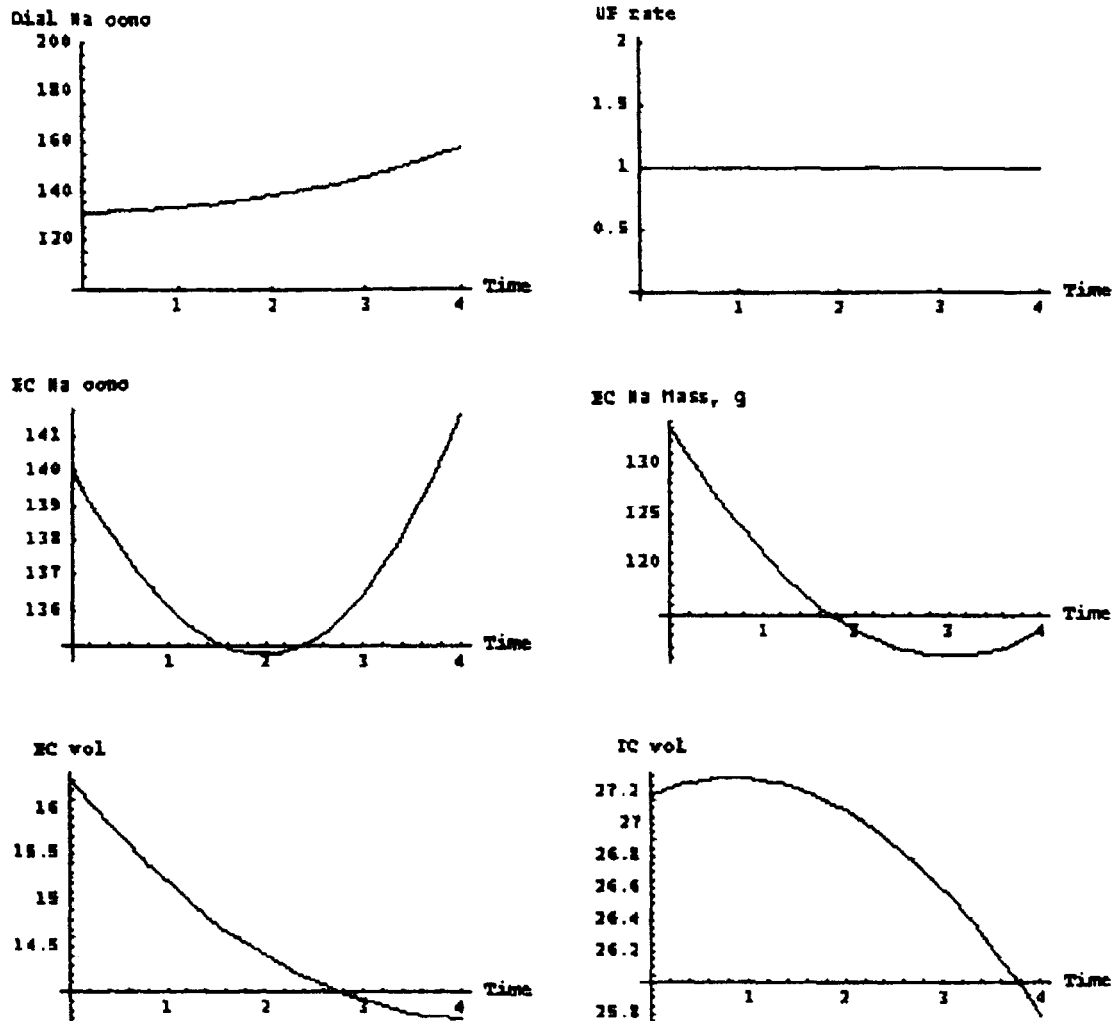 Dial Na conc
200
180
160
140
120
1 2 3 4 Time
UF rate
2
1.5
1
0.5
1 2 3 4 Time
EC Na conc
141
140
139
138
137
136
1 2 3 4 Time
EC Na Mass, g
130
125
120
1 2 3 4 Time
EC vol
16
15.5
15
14.5
1 2 3 4 Time
IC vol
27.2
27
26.8
26.6
26.4
26.2
25.8
1 2 3 4 Time